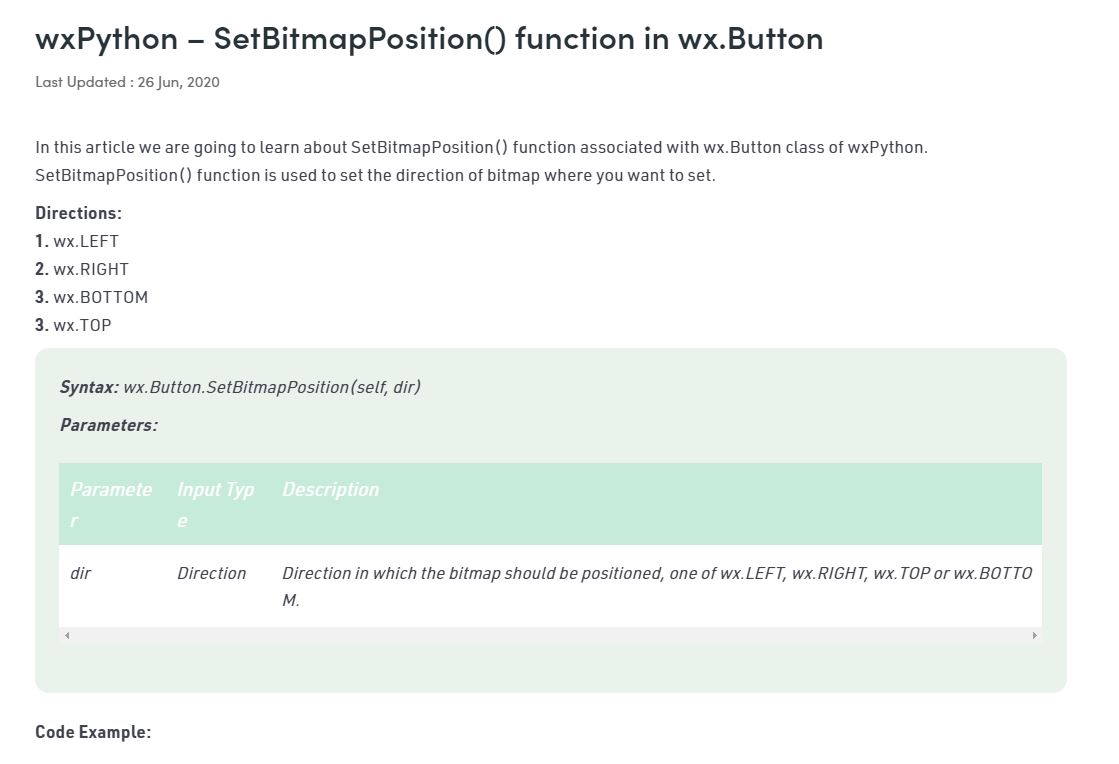 wxPython – SetBitmapPosition() function in wx.Button
Last Updated : 26 Jun, 2020
In this article we are going to learn about SetBitmapPosition() function associated with wx.Button class of wxPython.
SetBitmapPosition() function is used to set the direction of bitmap where you want to set.
Directions:
1. wx.LEFT
2. wx.RIGHT
3. wx.BOTTOM
3. wx.TOP
Syntax: wx.Button.SetBitmapPosition(self, dir)
Parameters:
Paramete Input Typ Description
r e
dir Direction Direction in which the bitmap should be positioned, one of wx.LEFT, wx.RIGHT, wx.TOP or wx.BOTTO
M.
Code Example: